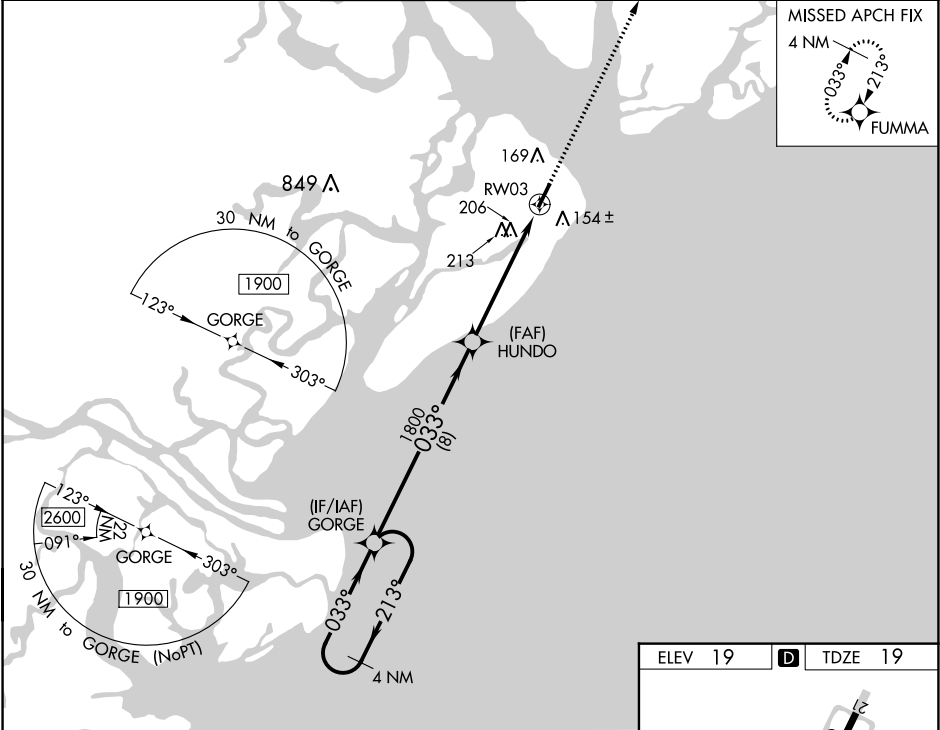 MISSED APCH FIX
4 NM
033°
213°
FUMMA
169
RW03
849
206
154 ±
213
30 NM to GORGE
1900
123°
GORGE
303°
(FAF)
HUNDO
1800
033°
(8)
123°
2600
22
NM
091°
GORGE
303°
1900
30 NM to GORGE (NoPT)
(IF/IAF)
GORGE
033°
213°
4 NM
ELEV 19
D
TDZE 19
21